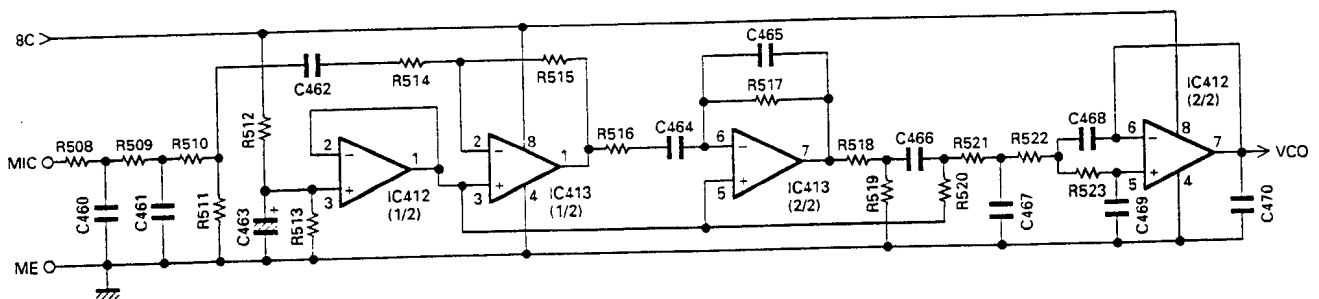 8C
C462
R514
R515
C465
R517
IC412
(2/2)
R512
MIC
R508
R509
R510
2
1
3
IC412
(1/2)
2
8
1
3
4
IC413
(1/2)
R516
C464
6
7
5
IC413
(2/2)
R518
C466
R521
R522
C468
R523
6
8
7
5
4
VCO
C460
C461
R511
C463
+
R513
R519
R520
C467
C469
C470
ME